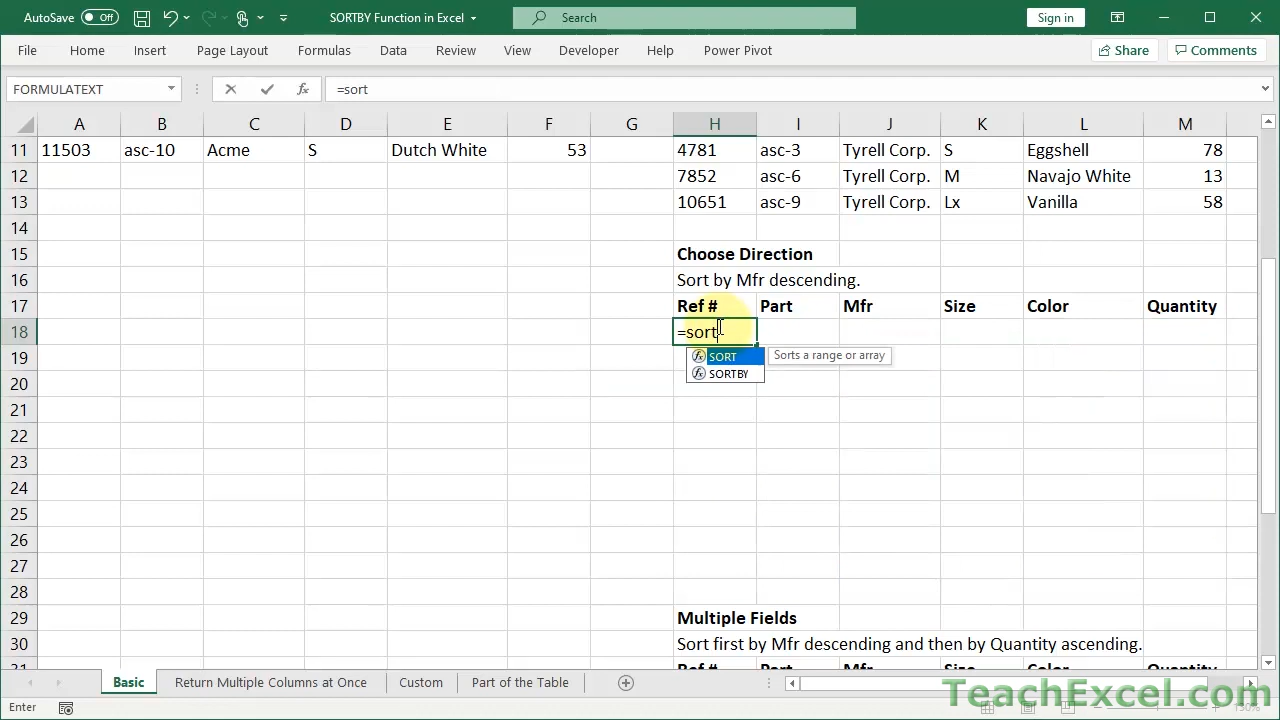 AutoSave Off SORTBY Function in Excel Search Sign in
File Home Insert Page Layout Formulas Data Review View Developer Help Power Pivot Share Comments
FORMULATEXT fx =sort
A B C D E F G H I J K L M
11 11503 asc-10 Acme S Dutch White 53 4781 asc-3 Tyrell Corp. S Eggshell 78
12 7852 asc-6 Tyrell Corp. M Navajo White 13
13 10651 asc-9 Tyrell Corp. Lx Vanilla 58
14
15 Choose Direction
16 Sort by Mfr descending.
17 Ref # Part Mfr Size Color Quantity
18 =sort
19 SORT Sorts a range or array
SORTBY
20
21
22
23
24
25
26
27
28
29 Multiple Fields
30 Sort first by Mfr descending and then by Quantity ascending.
31 Ref # Part Mfr Size Color Quantity
Basic Return Multiple Columns at Once Custom Part of the Table
Enter TeachExcel.com